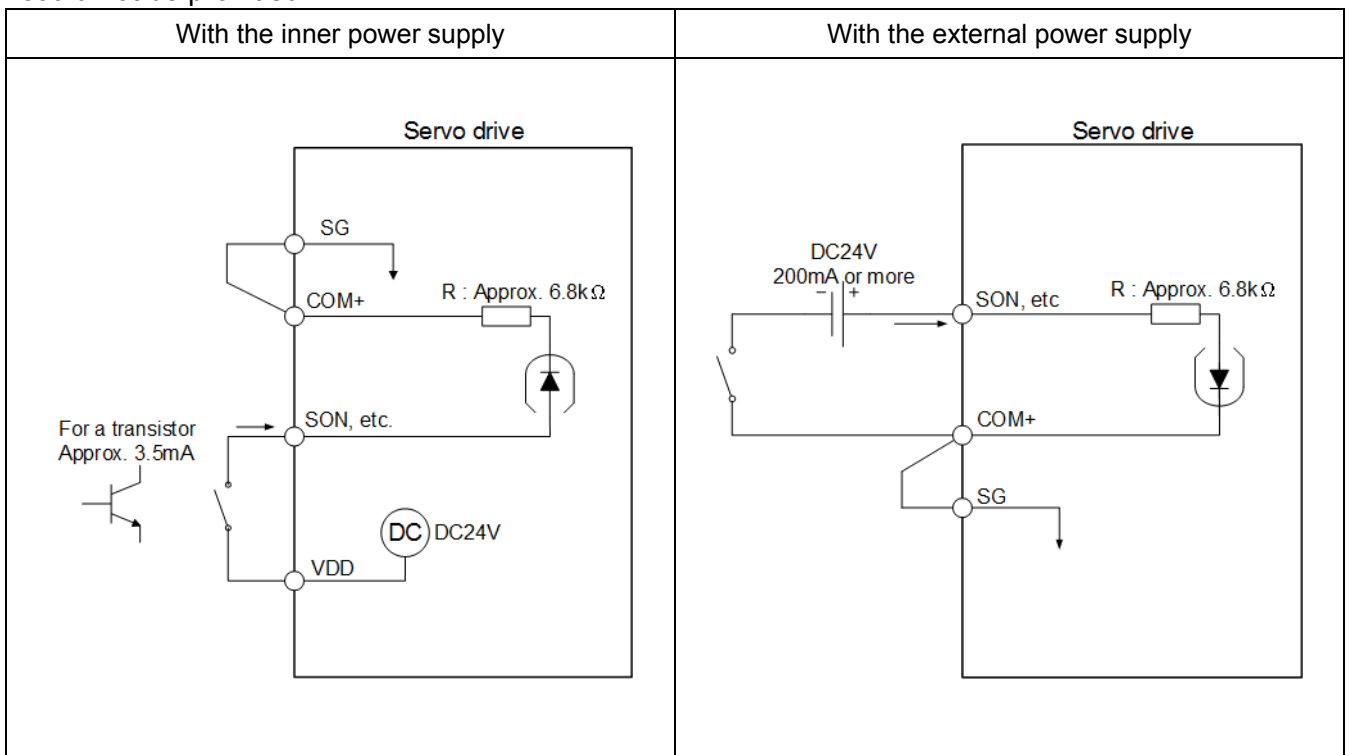 With the inner power supply
With the external power supply
Servo drive
SG
COM+
R : Approx. 6.8kΩ
SON, etc.
For a transistor
Approx. 3.5mA
DC
DC24V
VDD
Servo drive
DC24V
200mA or more
− +
SON, etc
R : Approx. 6.8kΩ
COM+
SG